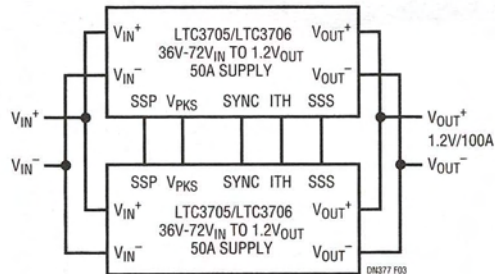 LTC3705/LTC3706
36V-72VIN TO 1.2VOUT
50A SUPPLY
VIN+
VIN−
VOUT+
VOUT−
SSP VPKS SYNC ITH SSS
VIN+
VIN−
VOUT+
1.2V/100A
VOUT−
SSP VPKS SYNC ITH SSS
LTC3705/LTC3706
36V-72VIN TO 1.2VOUT
50A SUPPLY
VIN+
VIN−
VOUT+
VOUT−
DN377 F03